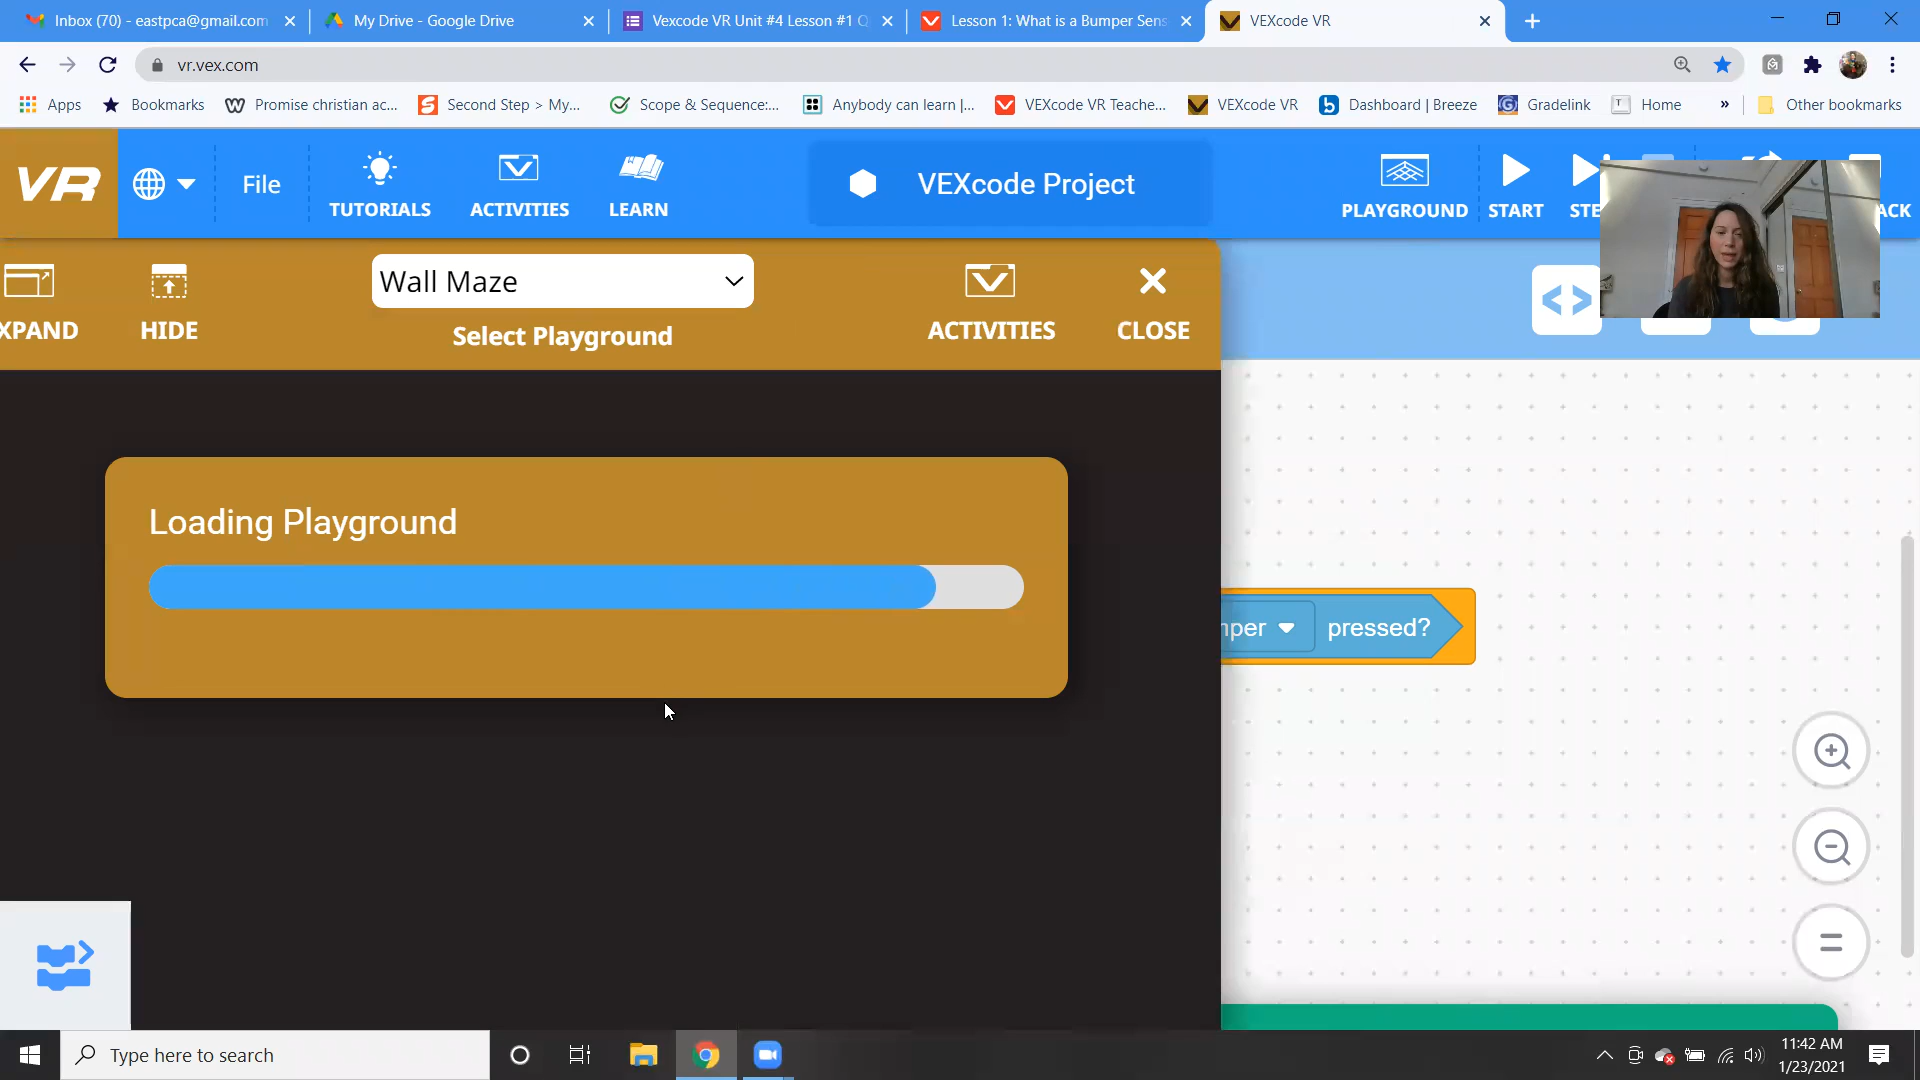 Inbox (70) - eastpca@gmail.com
My Drive - Google Drive
Vexcode VR Unit #4 Lesson #1 Q
Lesson 1: What is a Bumper Sens
VEXcode VR
vr.vex.com
Apps
Bookmarks
Promise christian ac...
Second Step > My...
Scope & Sequence:...
Anybody can learn |...
VEXcode VR Teache...
VEXcode VR
Dashboard | Breeze
Gradelink
Home
»
Other bookmarks
VR
File
TUTORIALS
ACTIVITIES
LEARN
VEXcode Project
PLAYGROUND
START
STE
ACK
XPAND
HIDE
Wall Maze
Select Playground
ACTIVITIES
CLOSE
Loading Playground
mper
pressed?
Type here to search
11:42 AM
1/23/2021